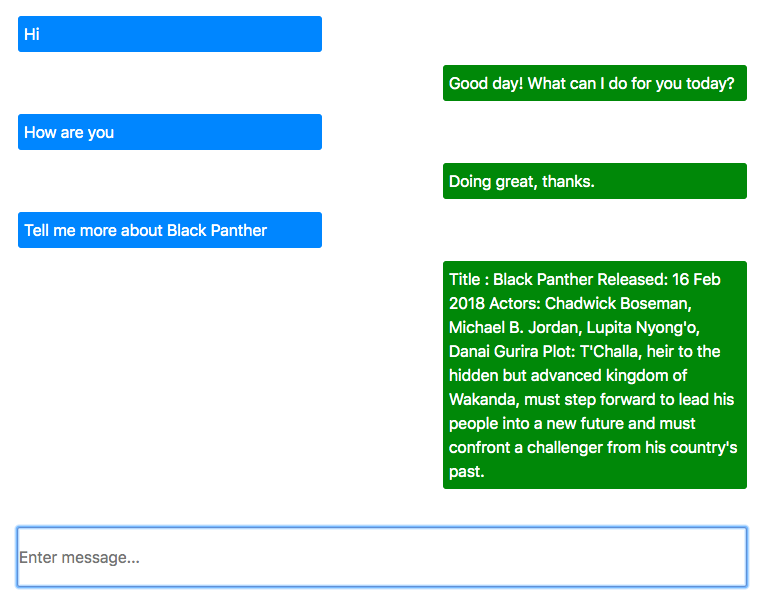 Hi
Good day! What can I do for you today?
How are you
Doing great, thanks.
Tell me more about Black Panther
Title : Black Panther Released: 16 Feb
2018 Actors: Chadwick Boseman,
Michael B. Jordan, Lupita Nyong'o,
Danai Gurira Plot: T'Challa, heir to the
hidden but advanced kingdom of
Wakanda, must step forward to lead his
people into a new future and must
confront a challenger from his country's
past.
Enter message...